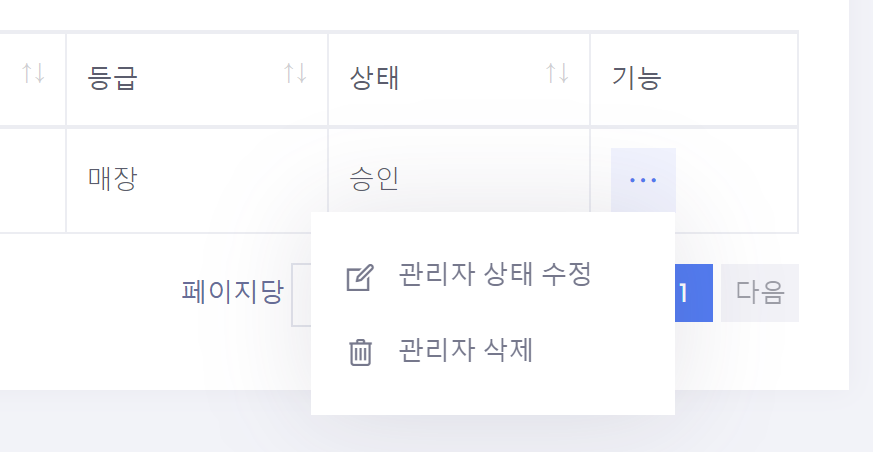 ↑↓ 등급 ↑↓ 상태 ↑↓ 기능
매장 승인 ...
관리자 상태 수정
페이지당 1 다음
관리자 삭제